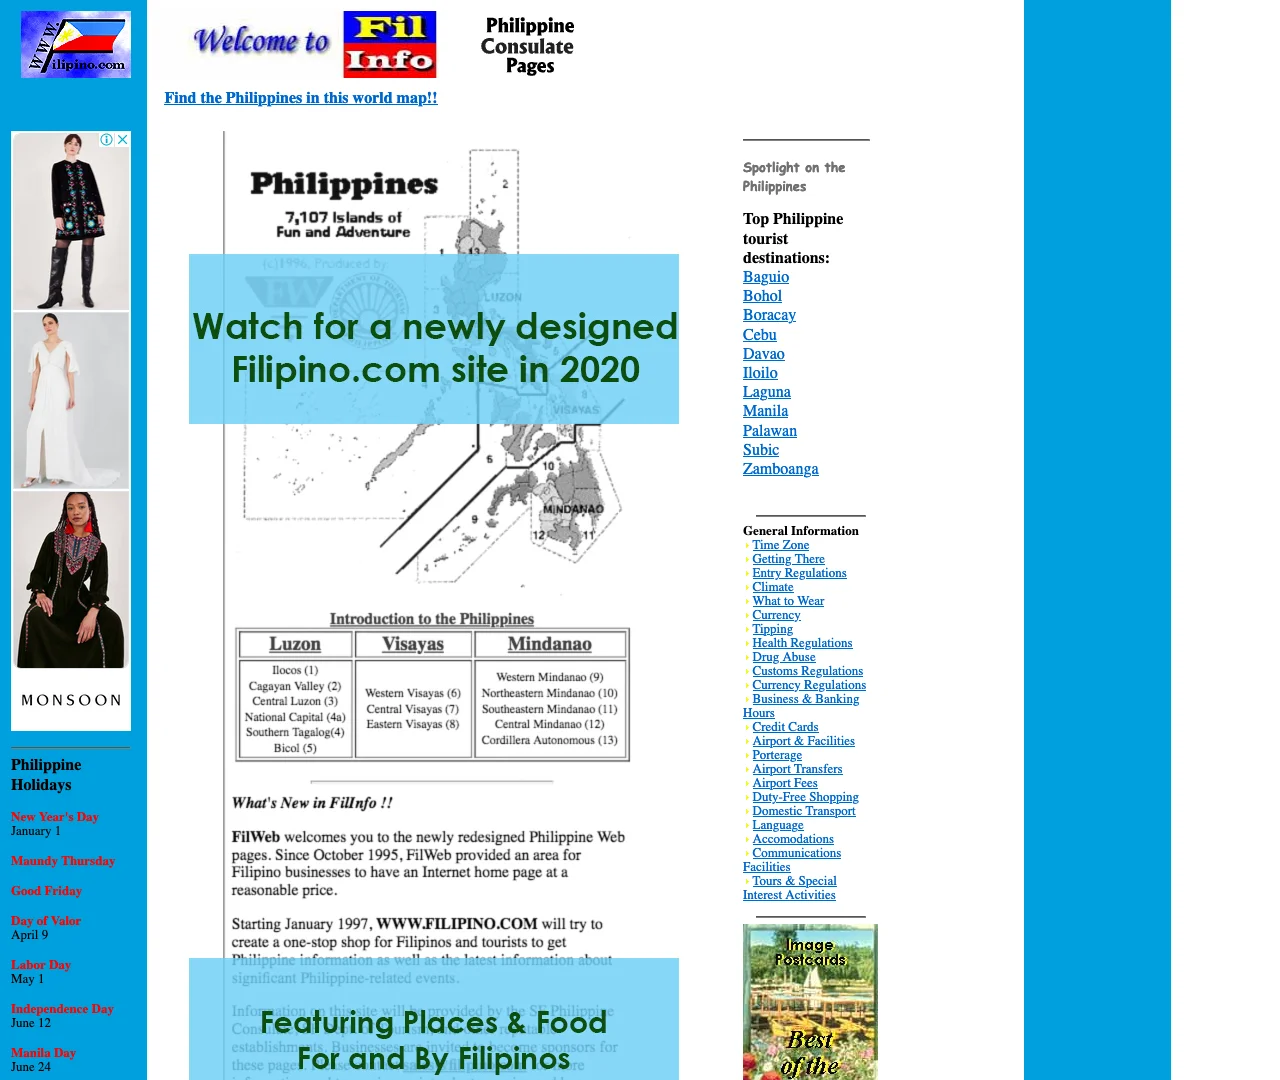 WWW.
Filipino.com
Welcome to
Fil
Info
Philippine
Consulate
Pages
Find the Philippines in this world map!!
MONSOON
Philippine
Holidays
New Year's Day
January 1
Maundy Thursday
Good Friday
Day of Valor
April 9
Labor Day
May 1
Independence Day
June 12
Manila Day
June 24
Philippines
7,107 Islands of
Fun and Adventure
(c)1996, Produced by
FW
2
1
13
3
LUZON
Watch for a newly designed
Filipino.com site in 2020
VISAYAS
6
7
10
MINDANAO
9
12
11
Introduction to the Philippines
Luzon
Ilocos (1)
Cagayan Valley (2)
Central Luzon (3)
National Capital (4a)
Southern Tagalog(4)
Bicol (5)
Visayas
Western Visayas (6)
Central Visayas (7)
Eastern Visayas (8)
Mindanao
Western Mindanao (9)
Northeastern Mindanao (10)
Southeastern Mindanao (11)
Central Mindanao (12)
Cordillera Autonomous (13)
What's New in FilInfo !!
FilWeb welcomes you to the newly redesigned Philippine Web
pages. Since October 1995, FilWeb provided an area for
Filipino businesses to have an Internet home page at a
reasonable price.
Starting January 1997, WWW.FILIPINO.COM will try to
create a one-stop shop for Filipinos and tourists to get
Philippine information as well as the latest information about
significant Philippine-related events.
Information on this site will be provided by the SF Philippine
establishments. Businesses are invited to become sponsors for
these pages.
Featuring Places & Food
For and By Filipinos
Spotlight on the
Philippines
Top Philippine
tourist
destinations:
Baguio
Bohol
Boracay
Cebu
Davao
Iloilo
Laguna
Manila
Palawan
Subic
Zamboanga
General Information
Time Zone
Getting There
Entry Regulations
Climate
What to Wear
Currency
Tipping
Health Regulations
Drug Abuse
Customs Regulations
Currency Regulations
Business & Banking
Hours
Credit Cards
Airport & Facilities
Porterage
Airport Transfers
Airport Fees
Duty-Free Shopping
Domestic Transport
Language
Accomodations
Communications
Facilities
Tours & Special
Interest Activities
Image
Postcards
Best
of the